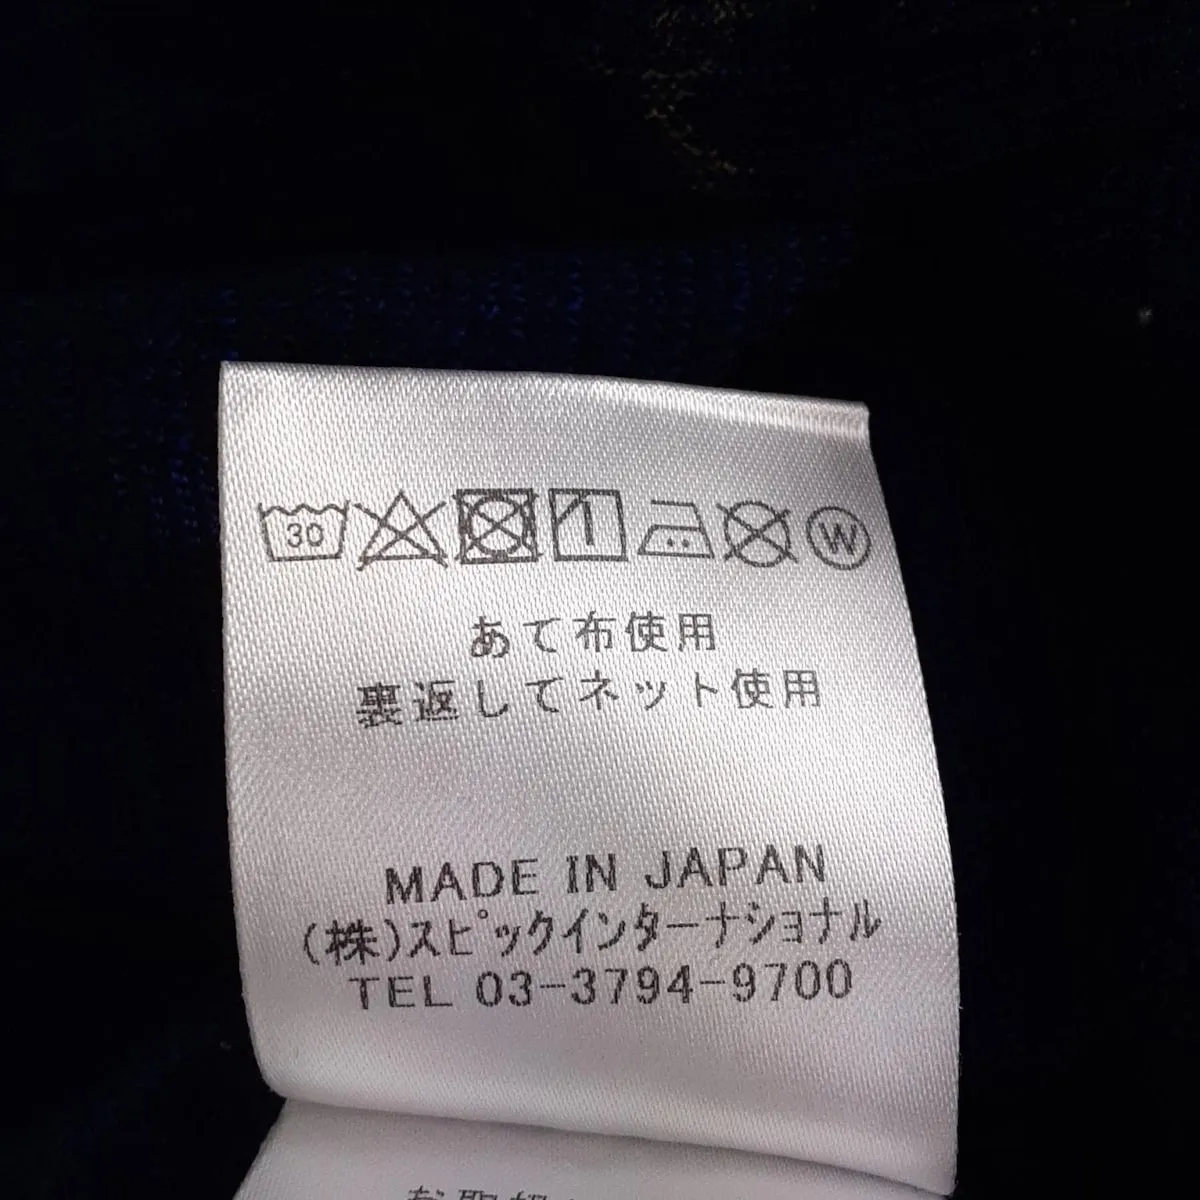 30
W
あて布使用
裏返してネット使用
MADE IN JAPAN
(株)スピックインターナショナル
TEL 03-3794-9700